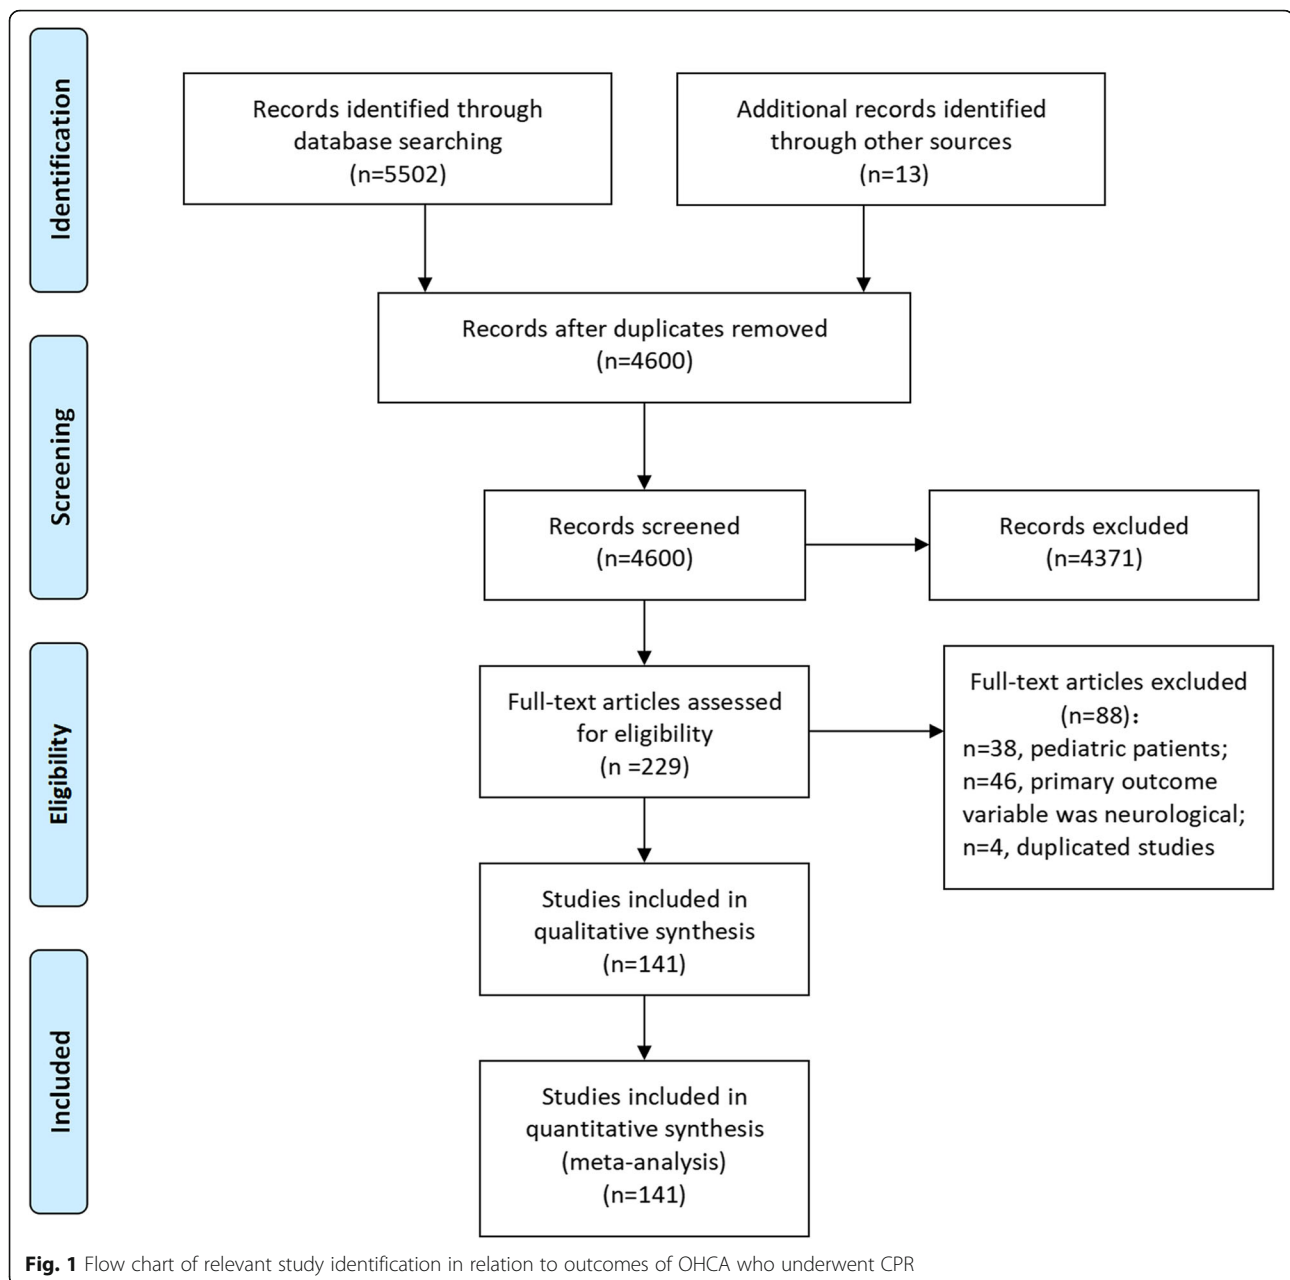 Identification
Records identified through
database searching
(n=5502)
Additional records identified
through other sources
(n=13)
Records after duplicates removed
(n=4600)
Screening
Records screened
(n=4600)
Records excluded
(n=4371)
Eligibility
Full-text articles assessed
for eligibility
(n =229)
Full-text articles excluded
(n=88)：
n=38, pediatric patients;
n=46, primary outcome
variable was neurological;
n=4, duplicated studies
Studies included in
qualitative synthesis
(n=141)
Included
Studies included in
quantitative synthesis
(meta-analysis)
(n=141)
Fig. 1 Flow chart of relevant study identification in relation to outcomes of OHCA who underwent CPR